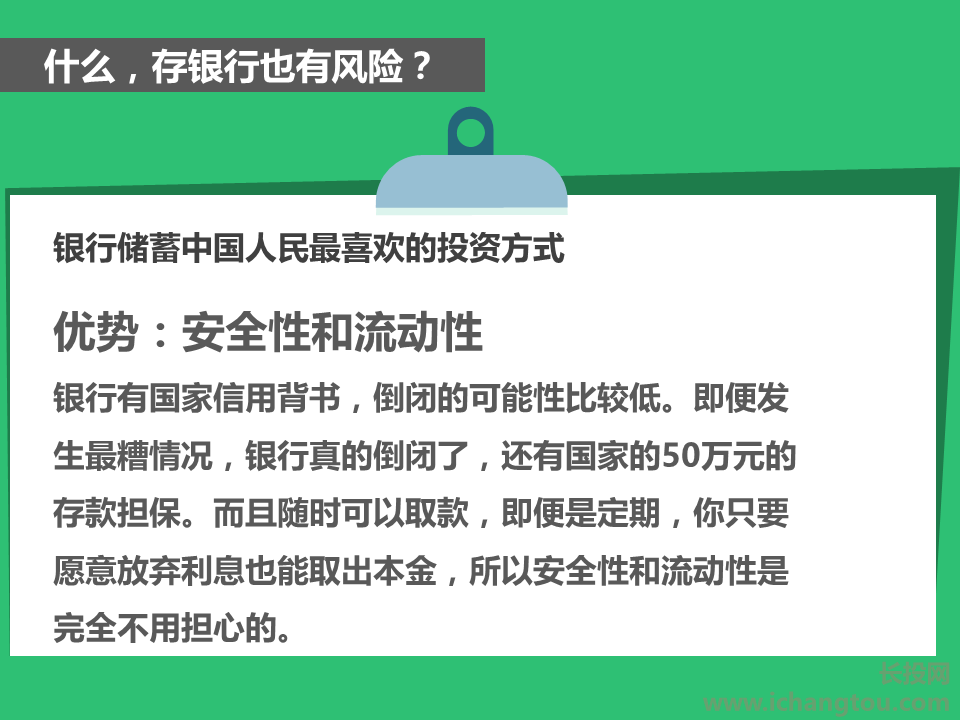 什么，存银行也有风险？
银行储蓄中国人民最喜欢的投资方式
优势：安全性和流动性
银行有国家信用背书，倒闭的可能性比较低。即便发
生最糟情况，银行真的倒闭了，还有国家的50万元的
存款担保。而且随时可以取款，即便是定期，你只要
愿意放弃利息也能取出本金，所以安全性和流动性是
完全不用担心的。
长投网
www.ichangtou.com